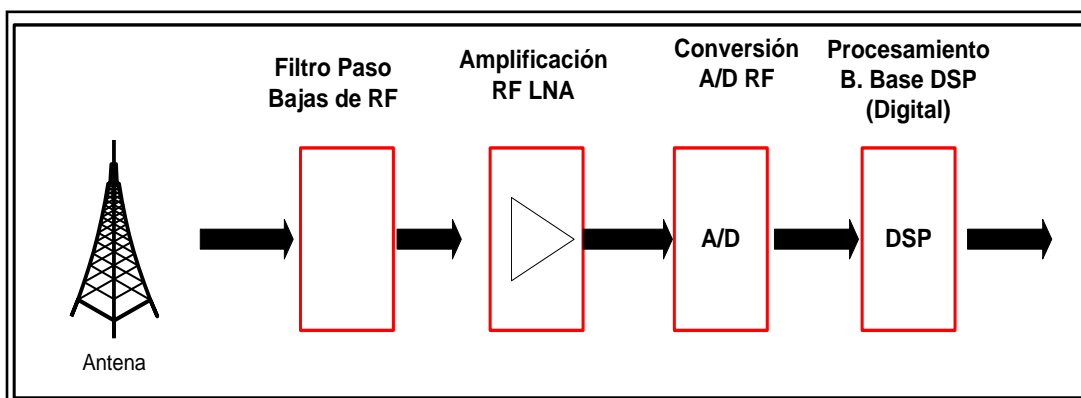 Filtro Paso
Bajas de RF
Amplificación
RF LNA
Conversión
A/D RF
Procesamiento
B. Base DSP
(Digital)
A/D
DSP
Antena